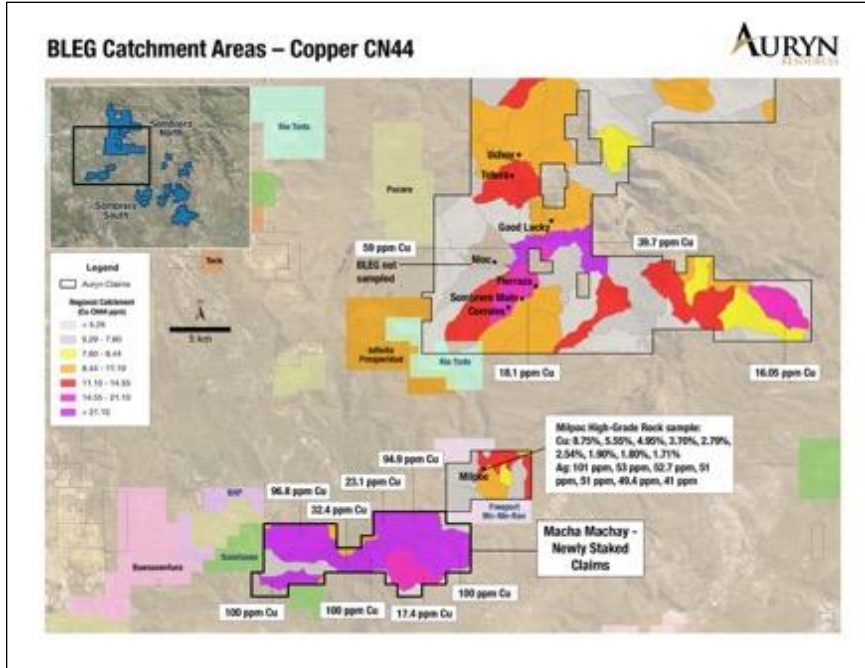 BLEG Catchment Areas – Copper CN44
AURYN
RESOURCES
Sombrero
North
Sombrero
South
Rio Tinto
Pucara
Teck
Legend
Auryn Claims
Regional Catchment
(Cu CN44 ppm)
5.29 - 7.60
7.60 - 8.44
8.44 - 11.10
11.10 - 14.55
14.55 - 21.10
> 21.10
5 km
Good Lucky
59 ppm Cu
39.7 ppm Cu
BLEG not
sampled
Nioc
Fierrazo
Sombrero Main
Corrales
Prosperidad
Rio Tinto
18.1 ppm Cu
16.05 ppm Cu
Milpoc High-Grade Rock sample:
Cu: 8.75%, 5.55%, 4.95%, 3.70%, 2.79%,
2.54%, 1.90%, 1.80%, 1.71%
Ag: 101 ppm, 53 ppm, 52.7 ppm, 51
ppm, 51 ppm, 49.4 ppm, 41 ppm
94.9 ppm Cu
Milpoc
23.1 ppm Cu
96.8 ppm Cu
32.4 ppm Cu
BHP
Freeport
Buenaventura
Macha Machay -
Newly Staked
Claims
100 ppm Cu
100 ppm Cu
100 ppm Cu
17.4 ppm Cu